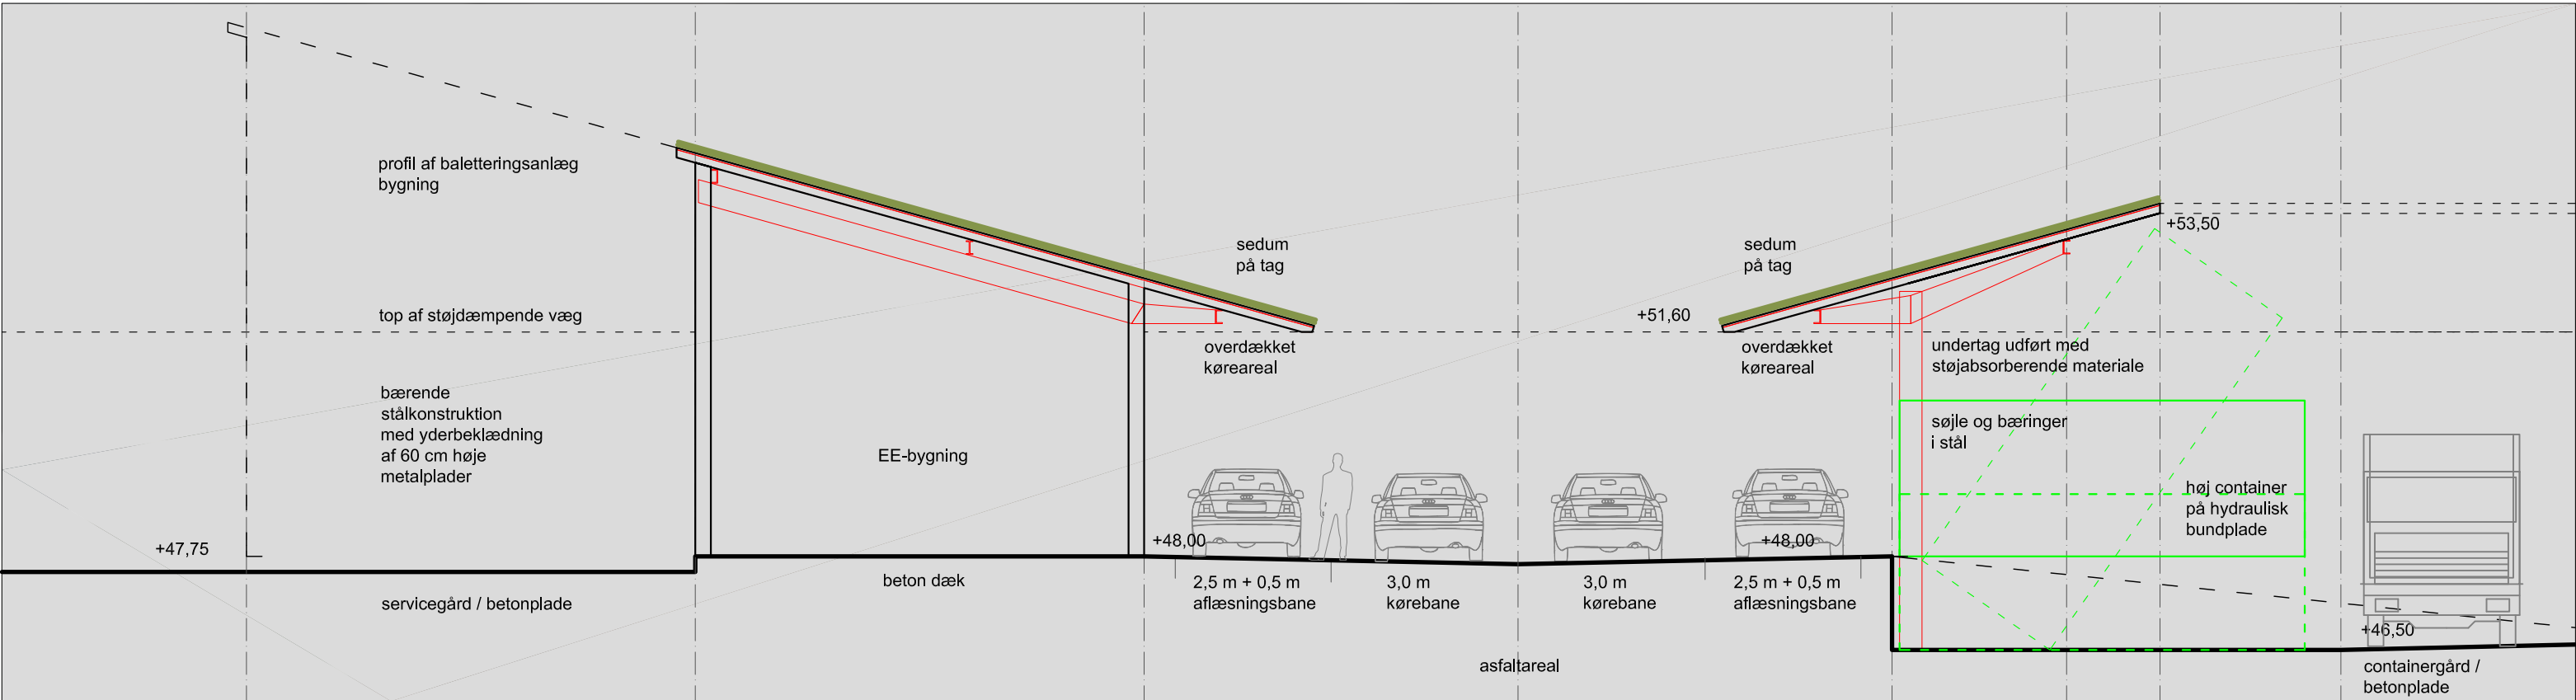 profil af baletteringsanlæg
bygning
top af støjdæmpende væg
bærende
stålkonstruktion
med yderbeklædning
af 60 cm høje
metalplader
+47,75
servicegård / betonplade
EE-bygning
beton dæk
sedum
på tag
overdækket
køreareal
+48,00
2,5 m + 0,5 m
aflæsningsbane
3,0 m
kørebane
asfaltareal
3,0 m
kørebane
+51,60
sedum
på tag
overdækket
køreareal
+48,00
2,5 m + 0,5 m
aflæsningsbane
+53,50
undertag udført med
støjabsorberende materiale
søjle og bæringer
i stål
høj container
på hydraulisk
bundplade
+46,50
containergård /
betonplade